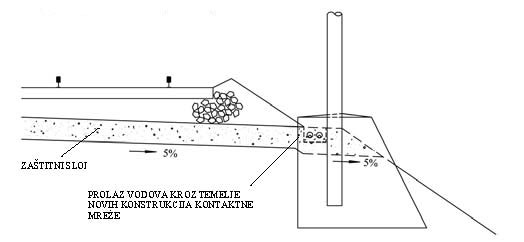 ZAŠTITNI SLOJ
5%
5%
PROLAZ VODOVA KROZ TEMELJE
NOVIH KONSTRUKCIJA KONTAKTNE
MREŽE